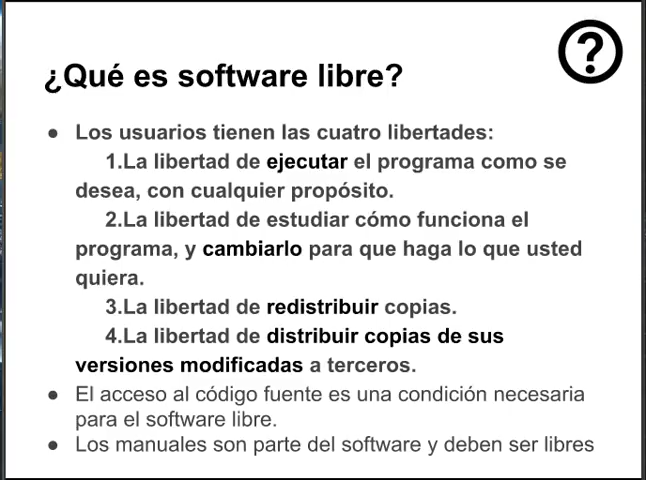 ¿Qué es software libre?
● Los usuarios tienen las cuatro libertades:
1.La libertad de ejecutar el programa como se
desea, con cualquier propósito.
2.La libertad de estudiar cómo funciona el
programa, y cambiarlo para que haga lo que usted
quiera.
3.La libertad de redistribuir copias.
4.La libertad de distribuir copias de sus
versiones modificadas a terceros.
● El acceso al código fuente es una condición necesaria
para el software libre.
● Los manuales son parte del software y deben ser libres